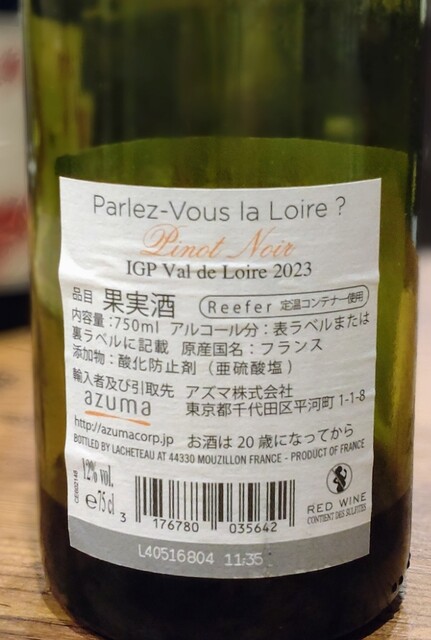 Parlez-Vous la Loire ?
Pinot Noir
IGP Val de Loire 2023
品目 果実酒 Reefer 定温コンテナー使用
内容量:750ml アルコール分:表ラベルまたは
裏ラベルに記載 原産国名:フランス
添加物:酸化防止剤(亜硫酸塩)
輸入者及び引取先 アズマ株式会社
azuma 東京都千代田区平河町 1-1-8
http://azumacorp.jp お酒は20歳になってから
BOTTLED BY LACHETEAU AT 44330 MOUZILLON FRANCE - PRODUCT OF FRANCE
12% vol.
e 75 cl
3 176780 035642
RED WINE
CONTIENT DES SULFITES
L40516804 11:35